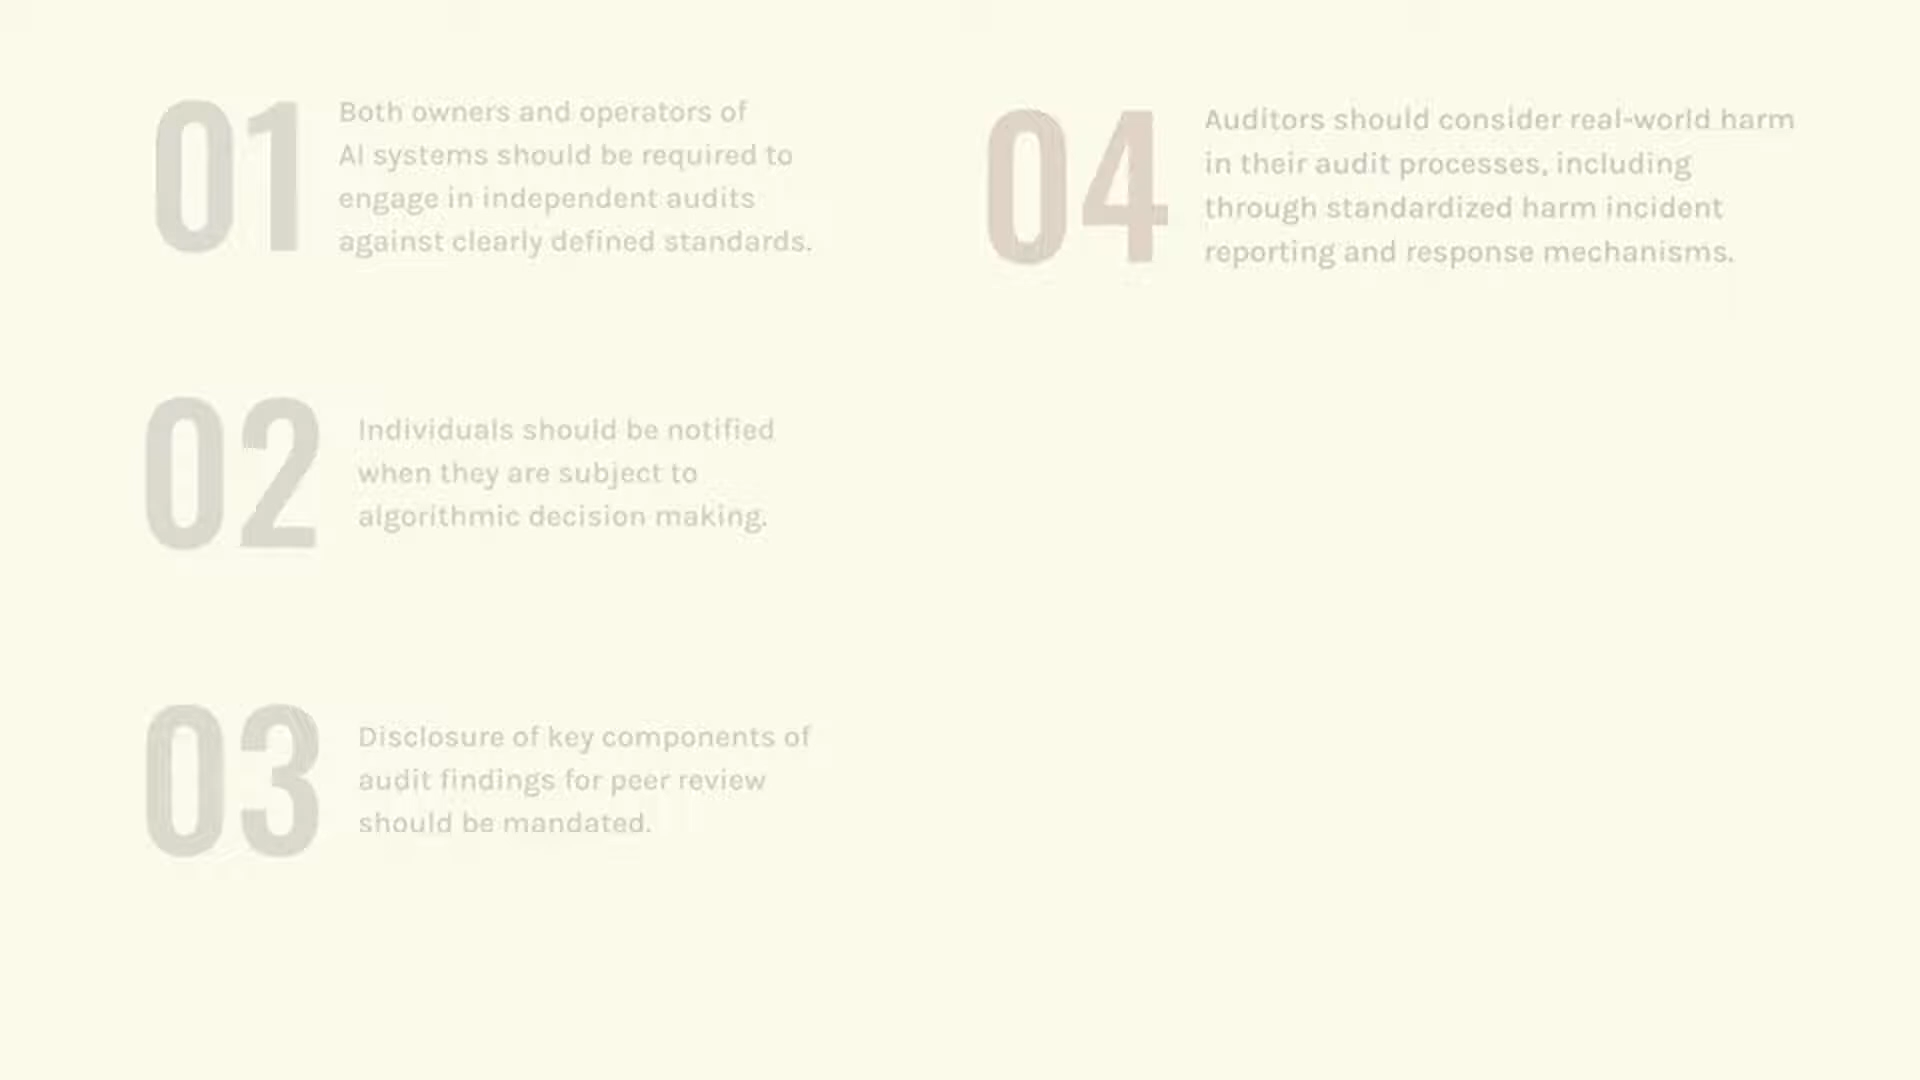 01
Both owners and operators of
AI systems should be required to
engage in independent audits
against clearly defined standards.
02
Individuals should be notified
when they are subject to
algorithmic decision making.
03
Disclosure of key components of
audit findings for peer review
should be mandated.
04
Auditors should consider real-world harm
in their audit processes, including
through standardized harm incident
reporting and response mechanisms.